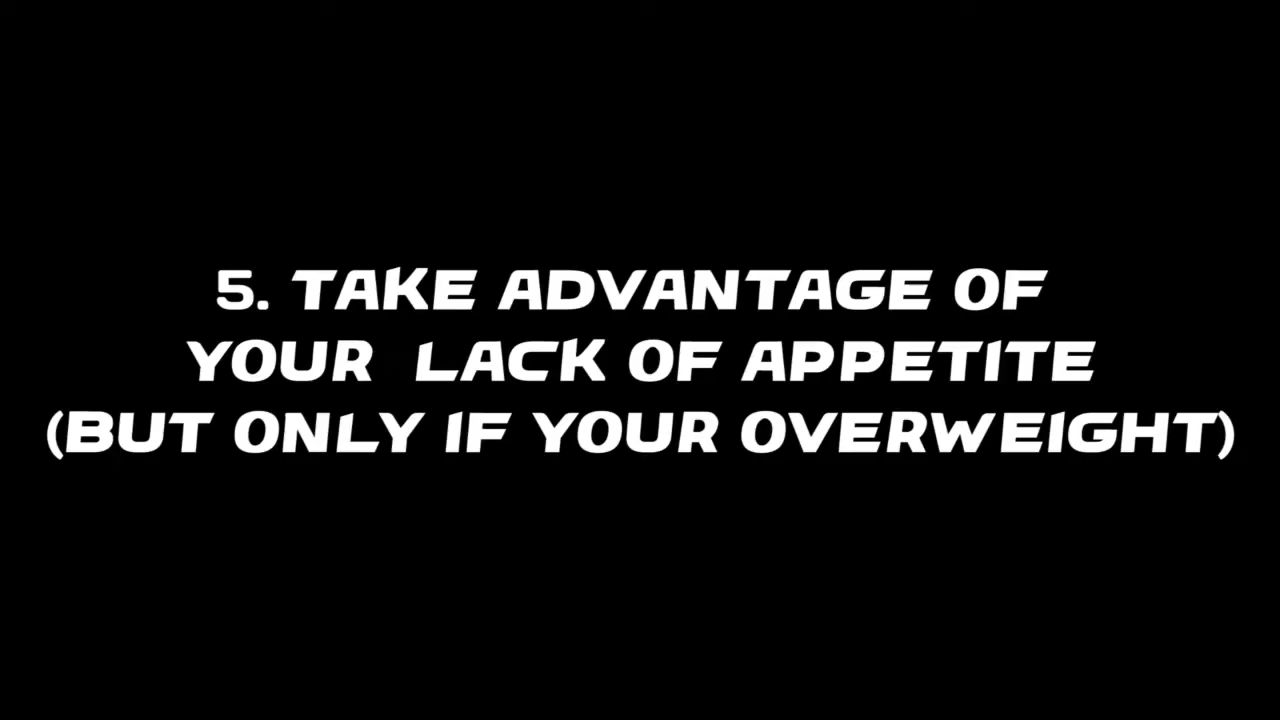 5. TAKE ADVANTAGE OF
YOUR  LACK OF APPETITE
(BUT ONLY IF YOUR OVERWEIGHT)